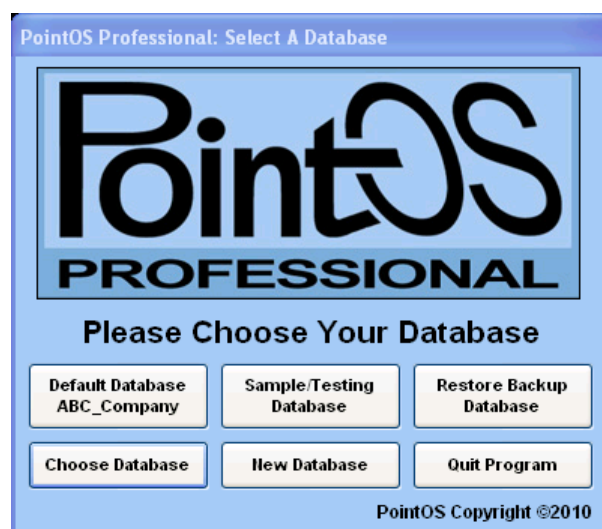 PointOS Professional: Select A Database
PointOS
PROFESSIONAL
Please Choose Your Database
Default Database
ABC_Company
Sample/Testing
Database
Restore Backup
Database
Choose Database
New Database
Quit Program
PointOS Copyright ©2010